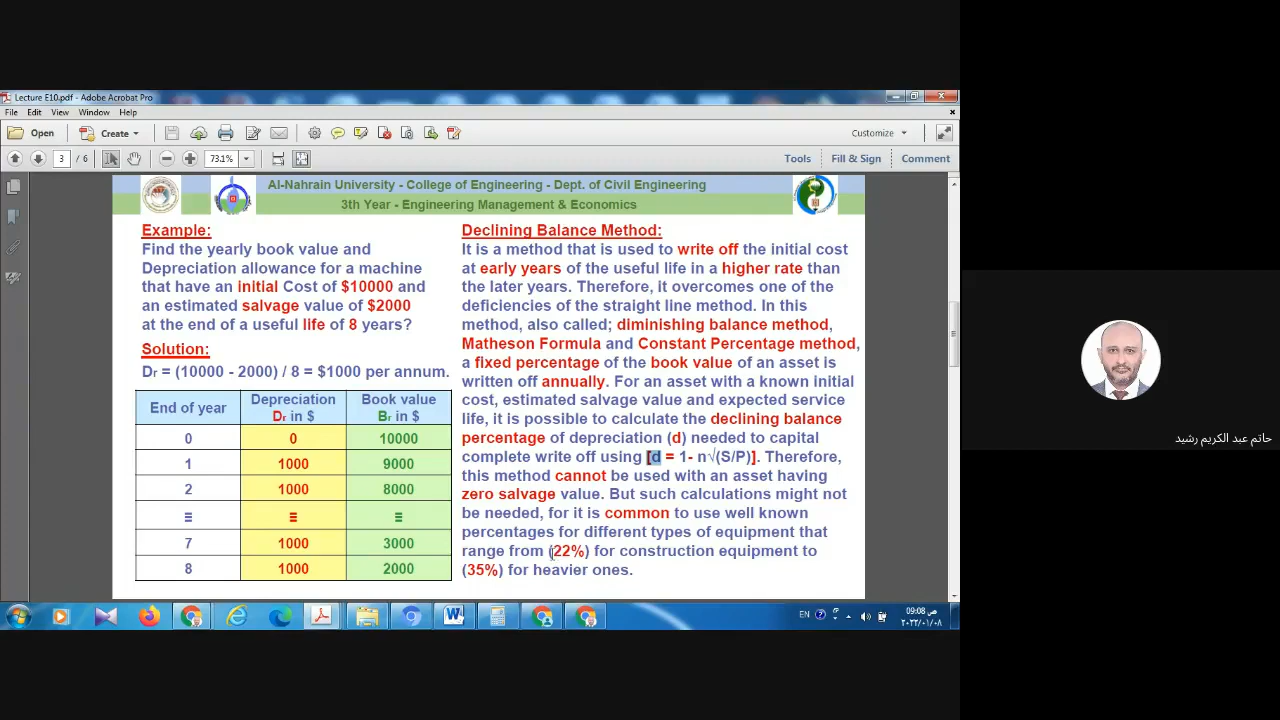 Lecture E10.pdf - Adobe Acrobat Pro
File Edit View Window Help
Open Create Customize
3 / 6 73.1% Tools Fill & Sign Comment
Al-Nahrain University - College of Engineering - Dept. of Civil Engineering
3th Year - Engineering Management & Economics
Example:
Find the yearly book value and
Depreciation allowance for a machine
that have an initial Cost of $10000 and
an estimated salvage value of $2000
at the end of a useful life of 8 years?
Solution:
Dr = (10000 - 2000) / 8 = $1000 per annum.
End of year Depreciation Dr in $ Book value Br in $
0 0 10000
1 1000 9000
2 1000 8000
≡ ≡ ≡
7 1000 3000
8 1000 2000
Declining Balance Method:
It is a method that is used to write off the initial cost
at early years of the useful life in a higher rate than
the later years. Therefore, it overcomes one of the
deficiencies of the straight line method. In this
method, also called; diminishing balance method,
Matheson Formula and Constant Percentage method,
a fixed percentage of the book value of an asset is
written off annually. For an asset with a known initial
cost, estimated salvage value and expected service
life, it is possible to calculate the declining balance
percentage of depreciation (d) needed to capital
complete write off using [d = 1- n√(S/P)]. Therefore,
this method cannot be used with an asset having
zero salvage value. But such calculations might not
be needed, for it is common to use well known
percentages for different types of equipment that
range from (22%) for construction equipment to
(35%) for heavier ones.
حاتم عبد الكريم رشيد
EN
09:08 ص
٢٠٢٢/٠١/٠٨